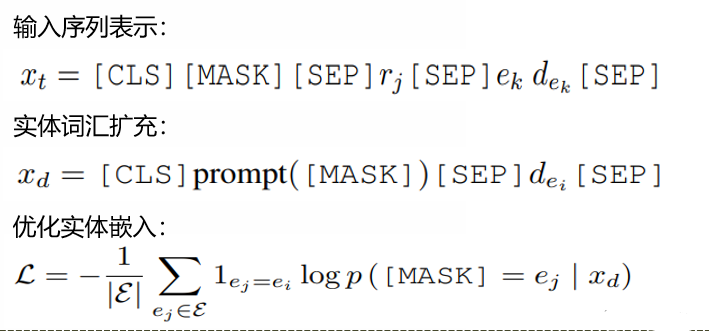 输入序列表示：
x_t = [CLS][MASK][SEP]r_j[SEP]e_k d_{e_k}[SEP]
实体词汇扩充：
x_d = [CLS]prompt([MASK])[SEP]d_{e_i}[SEP]
优化实体嵌入：
\mathcal{L} = -\frac{1}{|\mathcal{E}|} \sum_{e_j \in \mathcal{E}} 1_{e_j=e_i} \log p([MASK] = e_j | x_d)